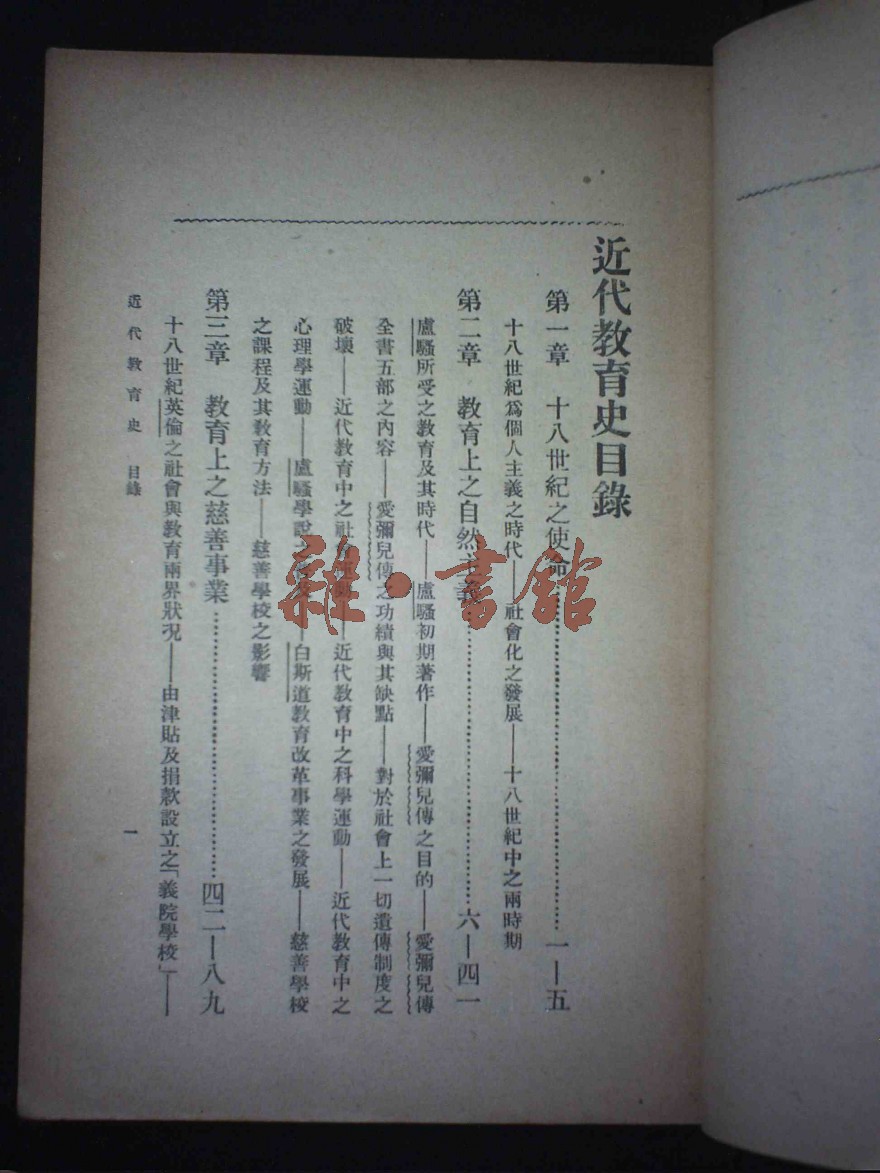 近代教育史目錄
第一章　十八世紀之使命……一—五
十八世紀爲個人主義之時代——社會化之發展——十八世紀中之兩時期
第二章　教育上之自然主義……六—四一
盧騷所受之教育及其時代——盧騷初期著作——愛彌兒傳之目的——愛彌兒傳
全書五部之內容——愛彌兒傳之功績與其缺點——對於社會上一切遺傳制度之
破壞——近代教育中之社會運動——近代教育中之科學運動——近代教育中之
心理學運動——盧騷學說之——白斯道教育改革事業之發展——慈善學校
之課程及其教育方法——慈善學校之影響
第三章　教育上之慈善事業……四二—八九
十八世紀英倫之社會與教育兩界狀況——由津貼及捐款設立之「義院學校」——
近代教育史　目錄
一
雜·書館